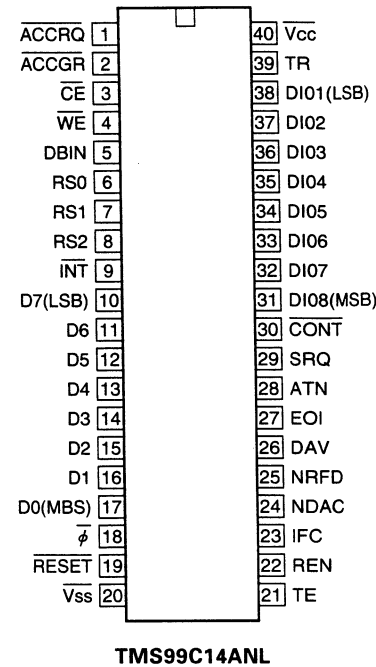 ACCRQ 1 40 Vcc
ACCGR 2 39 TR
CE 3 38 DI01(LSB)
WE 4 37 DI02
DBIN 5 36 DI03
RS0 6 35 DI04
RS1 7 34 DI05
RS2 8 33 DI06
INT 9 32 DI07
D7(LSB) 10 31 DI08(MSB)
D6 11 30 CONT
D5 12 29 SRQ
D4 13 28 ATN
D3 14 27 EOI
D2 15 26 DAV
D1 16 25 NRFD
D0(MBS) 17 24 NDAC
ϕ 18 23 IFC
RESET 19 22 REN
Vss 20 21 TE
TMS99C14ANL